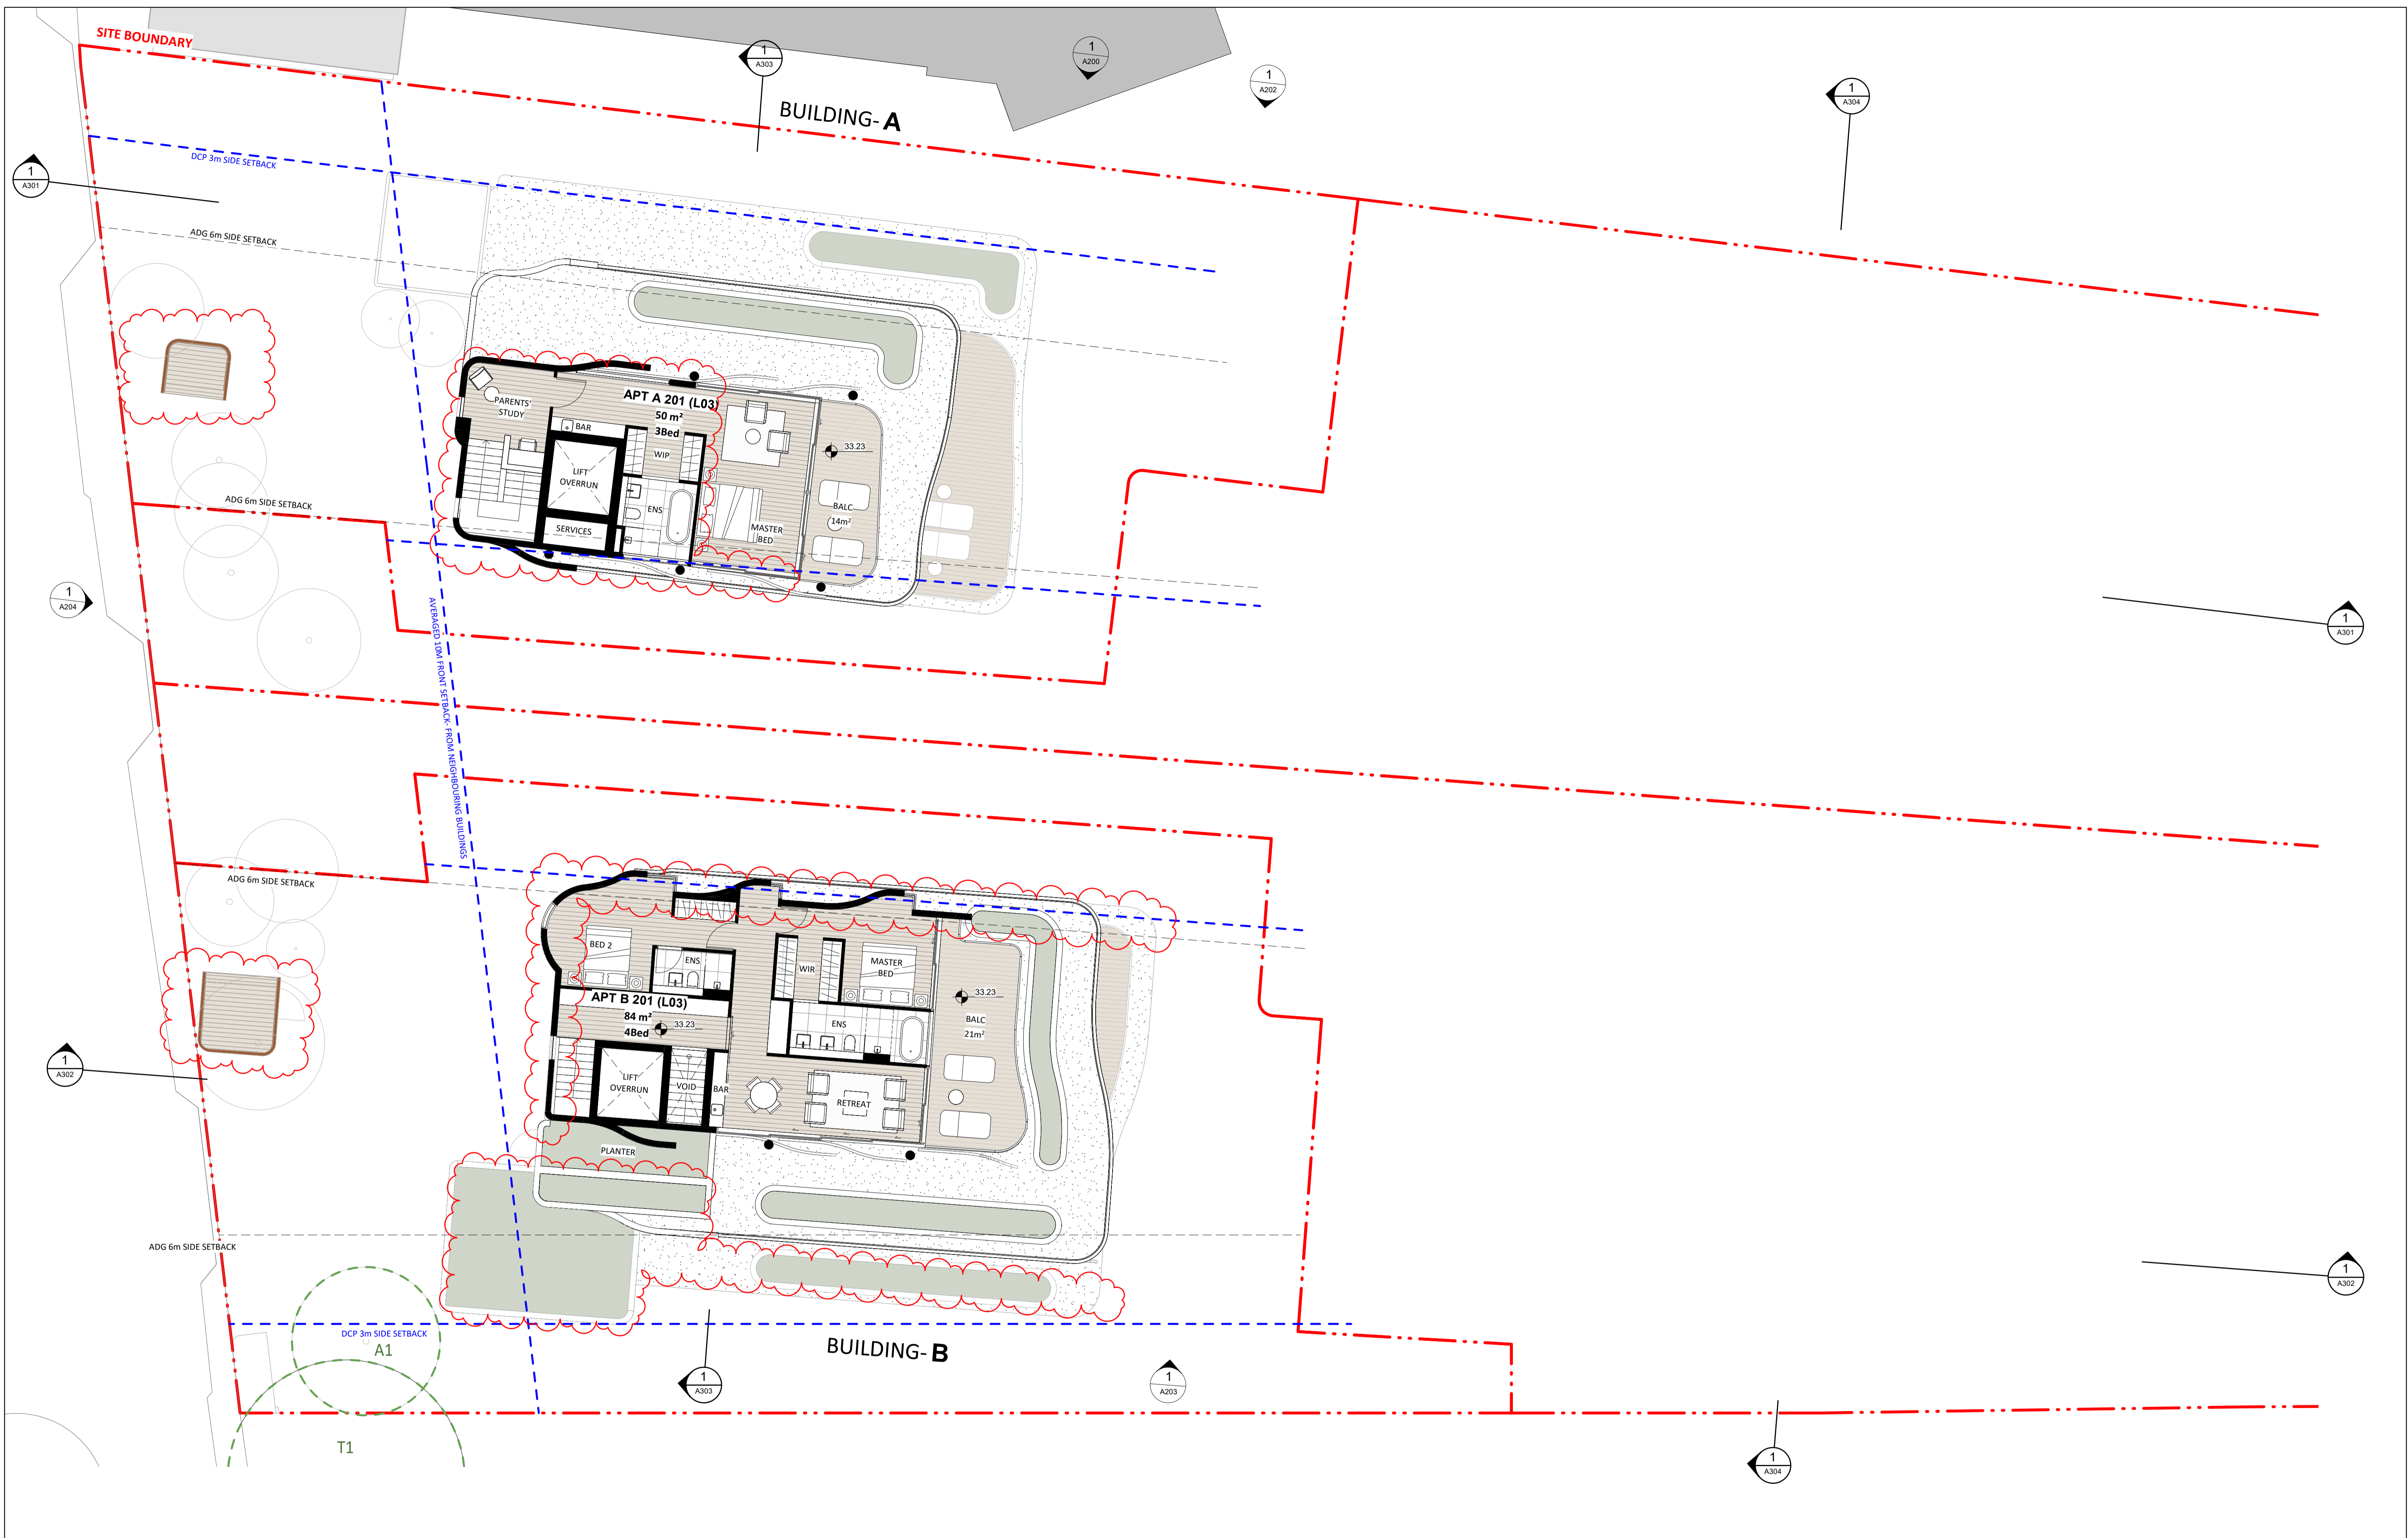 SITE BOUNDARY
1
A303
1
A200
1
A202
1
A304
BUILDING- A
DCP 3m SIDE SETBACK
1
A301
ADG 6m SIDE SETBACK
PARENTS'
STUDY
APT A 201 (L03)
50 m²
3Bed
BAR
WIP
LIFT
OVERRUN
ENS
SERVICES
MASTER
BED
33.23
BALC
14m²
ADG 6m SIDE SETBACK
1
A204
1
A301
AVERAGED 10M FRONT SETBACK- FROM NEIGHBOURING BUILDINGS
ADG 6m SIDE SETBACK
BED 2
ENS
WIR
MASTER
BED
APT B 201 (L03)
84 m²
4Bed
33.23
33.23
BALC
21m²
ENS
LIFT
OVERRUN
VOID
BAR
RETREAT
PLANTER
1
A302
1
A302
ADG 6m SIDE SETBACK
DCP 3m SIDE SETBACK
A1
T1
BUILDING- B
1
A303
1
A203
1
A304